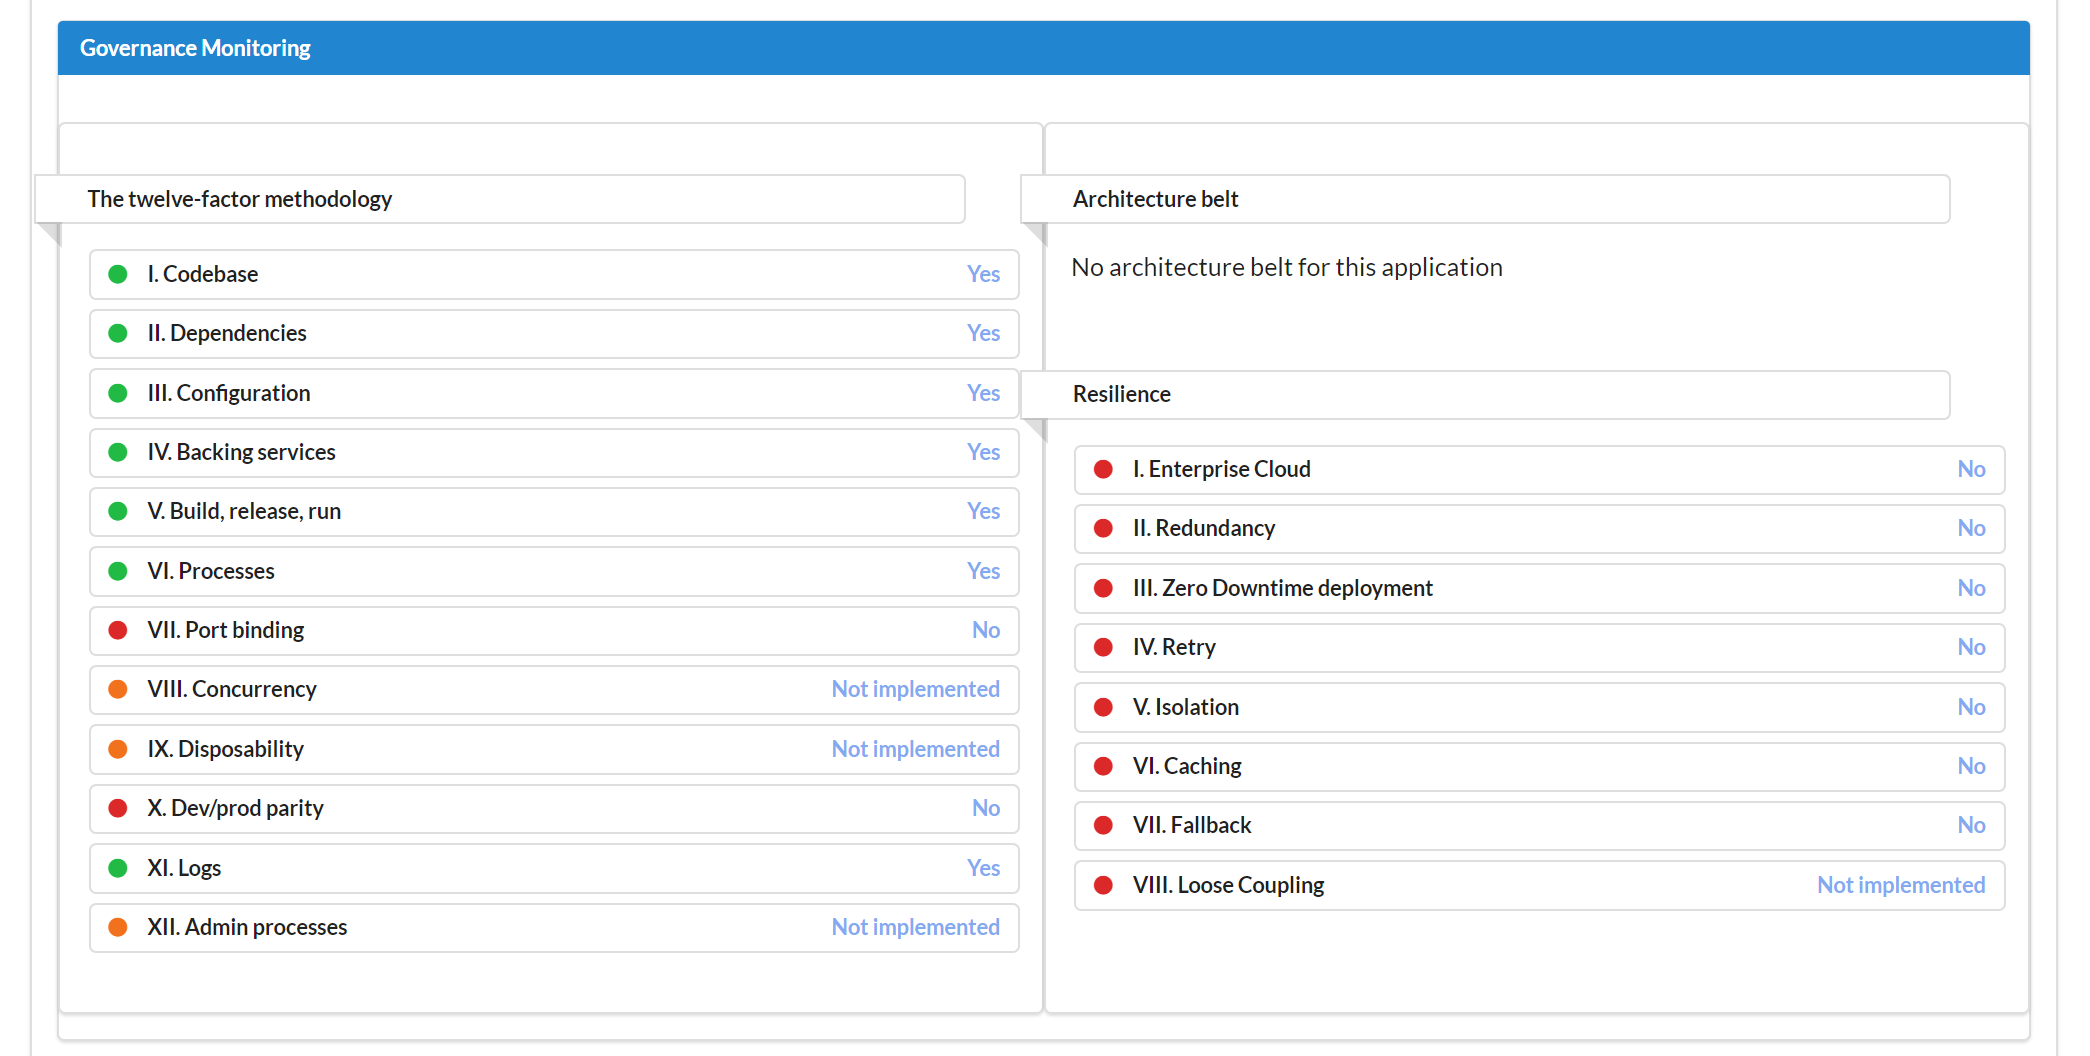 Governance Monitoring
The twelve-factor methodology
I. Codebase Yes
II. Dependencies Yes
III. Configuration Yes
IV. Backing services Yes
V. Build, release, run Yes
VI. Processes Yes
VII. Port binding No
VIII. Concurrency Not implemented
IX. Disposability Not implemented
X. Dev/prod parity No
XI. Logs Yes
XII. Admin processes Not implemented
Architecture belt
No architecture belt for this application
Resilience
I. Enterprise Cloud No
II. Redundancy No
III. Zero Downtime deployment No
IV. Retry No
V. Isolation No
VI. Caching No
VII. Fallback No
VIII. Loose Coupling Not implemented